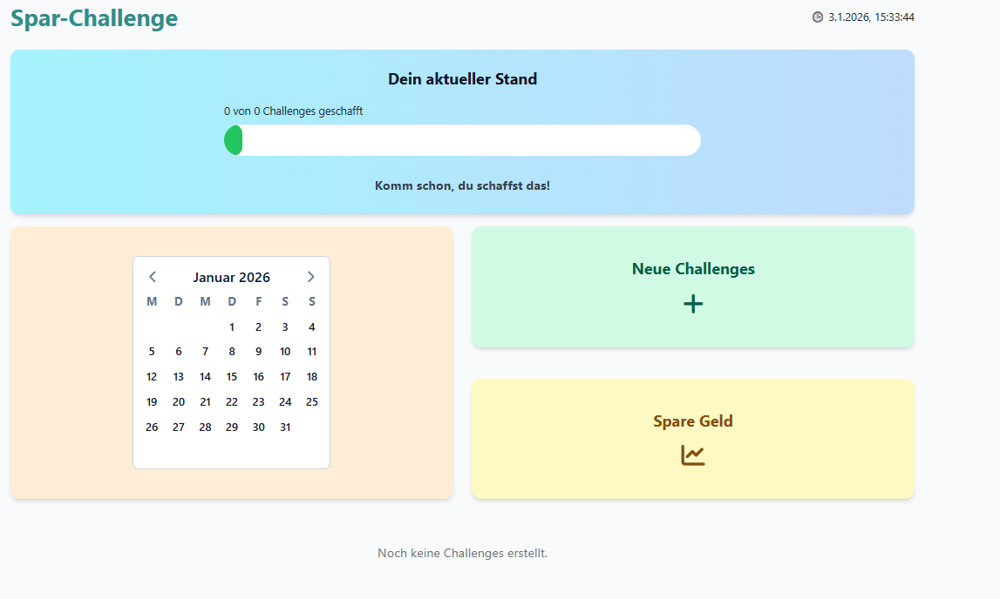 Spar-Challenge
3.1.2026, 15:33:44
Dein aktueller Stand
0 von 0 Challenges geschafft
Komm schon, du schaffst das!
Januar 2026
M D M D F S S
1 2 3 4
5 6 7 8 9 10 11
12 13 14 15 16 17 18
19 20 21 22 23 24 25
26 27 28 29 30 31
Neue Challenges
Spare Geld
Noch keine Challenges erstellt.